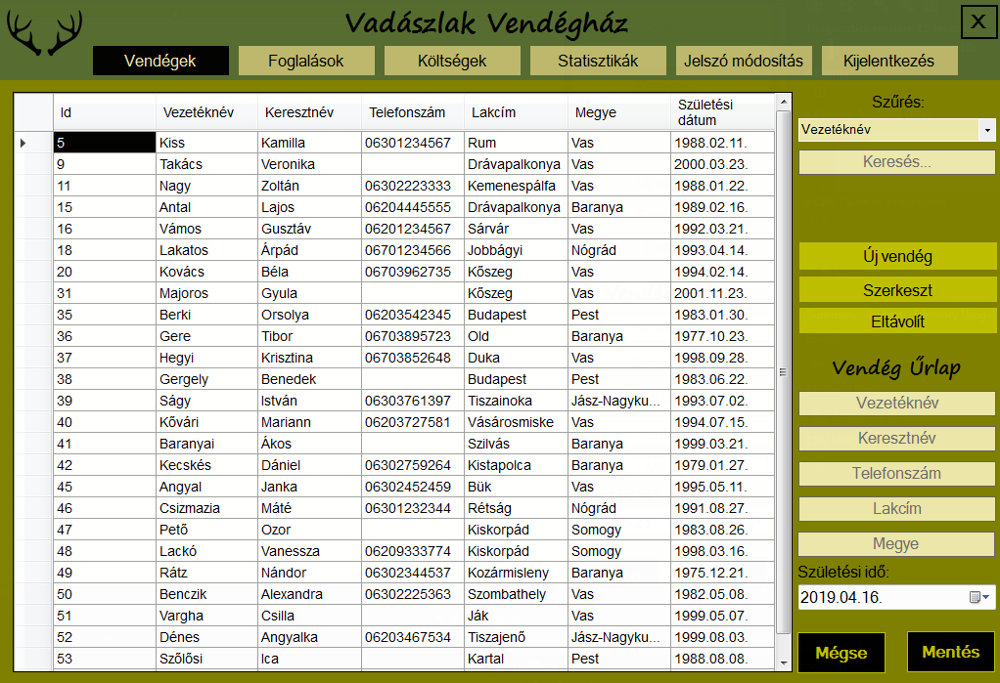 Vadászlak Vendégház
X
Vendégek Foglalások Költségek Statisztikák Jelszó módosítás Kijelentkezés
Id Vezetéknév Keresztnév Telefonszám Lakcím Megye Születési dátum
5 Kiss Kamilla 06301234567 Rum Vas 1988.02.11.
9 Takács Veronika Drávapalkonya Vas 2000.03.23.
11 Nagy Zoltán 06302223333 Kemenespálfa Vas 1988.01.22.
15 Antal Lajos 06204445555 Drávapalkonya Baranya 1989.02.16.
16 Vámos Gusztáv 06201234567 Sárvár Vas 1992.03.21.
18 Lakatos Árpád 06701234566 Jobbágyi Nógrád 1993.04.14.
20 Kovács Béla 06703962735 Kőszeg Vas 1994.02.14.
31 Majoros Gyula Kőszeg Vas 2001.11.23.
35 Berki Orsolya 06203542345 Budapest Pest 1983.01.30.
36 Gere Tibor 06703895723 Old Baranya 1977.10.23.
37 Hegyi Krisztina 06703852648 Duka Vas 1998.09.28.
38 Gergely Benedek Budapest Pest 1983.06.22.
39 Ságy István 06303761397 Tiszainoka Jász-Nagyku... 1993.07.02.
40 Kővári Mariann 06203727581 Vásárosmiske Vas 1994.07.15.
41 Baranyai Ákos Szilvás Baranya 1999.03.21.
42 Kecskés Dániel 06302759264 Kistapolca Baranya 1979.01.27.
45 Angyal Janka 06302452459 Bük Vas 1995.05.11.
46 Csizmazia Máté 06301232344 Rétság Nógrád 1991.08.27.
47 Pető Ozor Kiskorpád Somogy 1983.08.26.
48 Lackó Vanessza 06209333774 Kiskorpád Somogy 1998.03.16.
49 Rátz Nándor 06302344537 Kozármisleny Baranya 1975.12.21.
50 Benczik Alexandra 06302225363 Szombathely Vas 1982.05.08.
51 Vargha Csilla Ják Vas 1999.05.07.
52 Dénes Angyalka 06203467534 Tiszajenő Jász-Nagyku... 1999.08.03.
53 Szőlősi Ica Kartal Pest 1988.08.08.
Szűrés:
Vezetéknév
Keresés...
Új vendég
Szerkeszt
Eltávolít
Vendég Űrlap
Vezetéknév
Keresztnév
Telefonszám
Lakcím
Megye
Születési idő:
2019.04.16.
Mégse Mentés